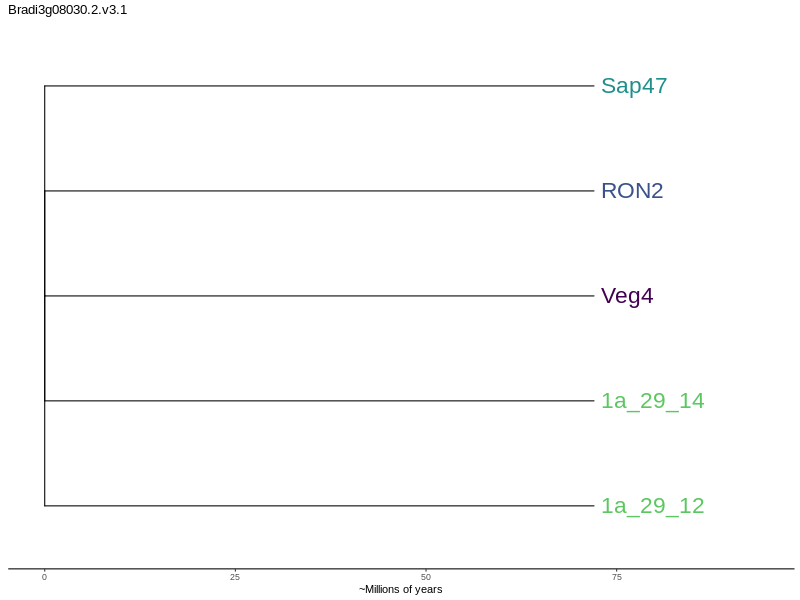 Bradi3g08030.2.v3.1
Sap47
RON2
Veg4
1a_29_14
1a_29_12
0 25 50 75
~Millions of years